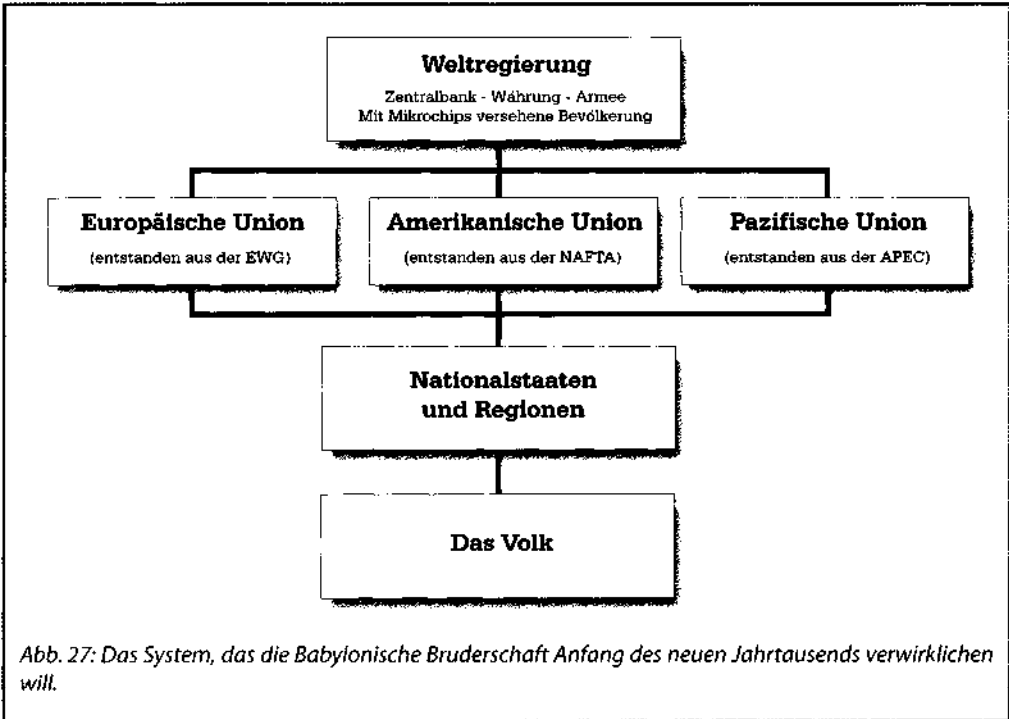 Weltregierung
Zentralbank - Währung - Armee
Mit Mikrochips versehene Bevölkerung
Europäische Union
(entstanden aus der EWG)
Amerikanische Union
(entstanden aus der NAFTA)
Pazifische Union
(entstanden aus der APEC)
Nationalstaaten
und Regionen
Das Volk
Abb. 27: Das System, das die Babylonische Bruderschaft Anfang des neuen Jahrtausends verwirklichen
will.